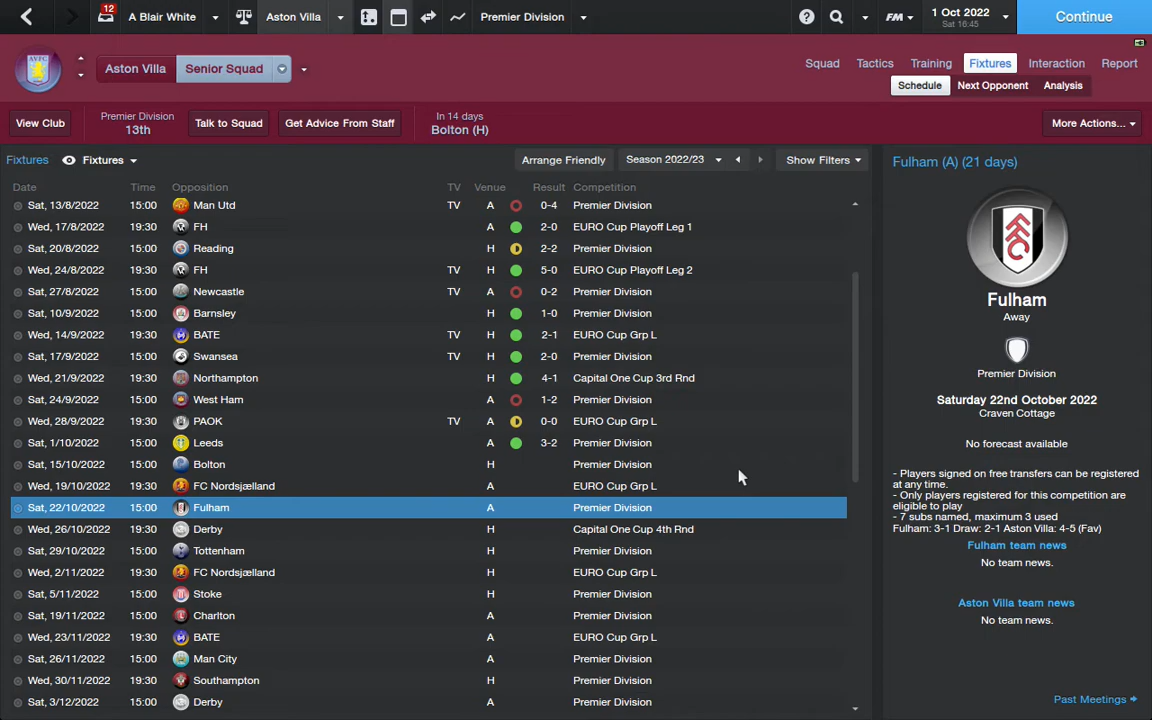 12 A Blair White Aston Villa Premier Division ? FM 1 Oct 2022 Continue
Sat 16:45
AVFC
Aston Villa Senior Squad Squad Tactics Training Fixtures Interaction Report
Schedule Next Opponent Analysis
View Club Premier Division Talk to Squad Get Advice From Staff In 14 days More Actions...
13th Bolton (H)
Fixtures Fixtures Arrange Friendly Season 2022/23 Show Filters
Date Time Opposition TV Venue Result Competition
Sat, 13/8/2022 15:00 Man Utd TV A 0-4 Premier Division
Wed, 17/8/2022 19:30 FH A 2-0 EURO Cup Playoff Leg 1
Sat, 20/8/2022 15:00 Reading H 2-2 Premier Division
Wed, 24/8/2022 19:30 FH TV H 5-0 EURO Cup Playoff Leg 2
Sat, 27/8/2022 15:00 Newcastle TV A 0-2 Premier Division
Sat, 10/9/2022 15:00 Barnsley H 1-0 Premier Division
Wed, 14/9/2022 19:30 BATE TV H 2-1 EURO Cup Grp L
Sat, 17/9/2022 15:00 Swansea TV H 2-0 Premier Division
Wed, 21/9/2022 19:30 Northampton H 4-1 Capital One Cup 3rd Rnd
Sat, 24/9/2022 15:00 West Ham A 1-2 Premier Division
Wed, 28/9/2022 19:30 PAOK TV A 0-0 EURO Cup Grp L
Sat, 1/10/2022 15:00 Leeds A 3-2 Premier Division
Sat, 15/10/2022 15:00 Bolton H Premier Division
Wed, 19/10/2022 19:30 FC Nordsjælland A EURO Cup Grp L
Sat, 22/10/2022 15:00 Fulham A Premier Division
Wed, 26/10/2022 19:30 Derby H Capital One Cup 4th Rnd
Sat, 29/10/2022 15:00 Tottenham H Premier Division
Wed, 2/11/2022 19:30 FC Nordsjælland H EURO Cup Grp L
Sat, 5/11/2022 15:00 Stoke H Premier Division
Sat, 19/11/2022 15:00 Charlton A Premier Division
Wed, 23/11/2022 19:30 BATE A EURO Cup Grp L
Sat, 26/11/2022 15:00 Man City A Premier Division
Wed, 30/11/2022 19:30 Southampton H Premier Division
Sat, 3/12/2022 15:00 Derby A Premier Division
Fulham (A) (21 days)
FFC
Fulham
Away
Premier Division
Saturday 22nd October 2022
Craven Cottage
No forecast available
- Players signed on free transfers can be registered
at any time.
- Only players registered for this competition are
eligible to play
- 7 subs named, maximum 3 used
Fulham: 3-1 Draw: 2-1 Aston Villa: 4-5 (Fav)
Fulham team news
No team news.
Aston Villa team news
No team news.
Past Meetings